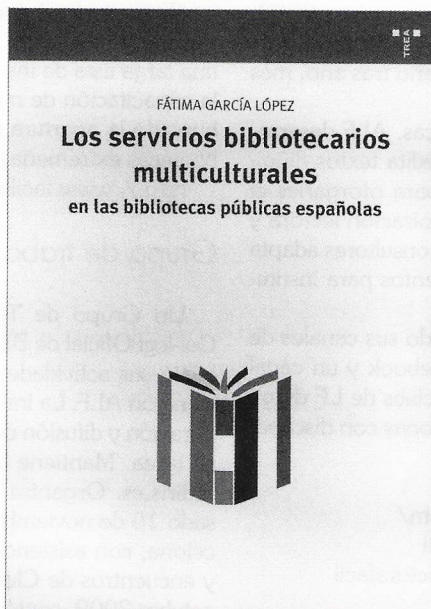 TREA
FÁTIMA GARCÍA LÓPEZ
Los servicios bibliotecarios
multiculturales
en las bibliotecas públicas españolas